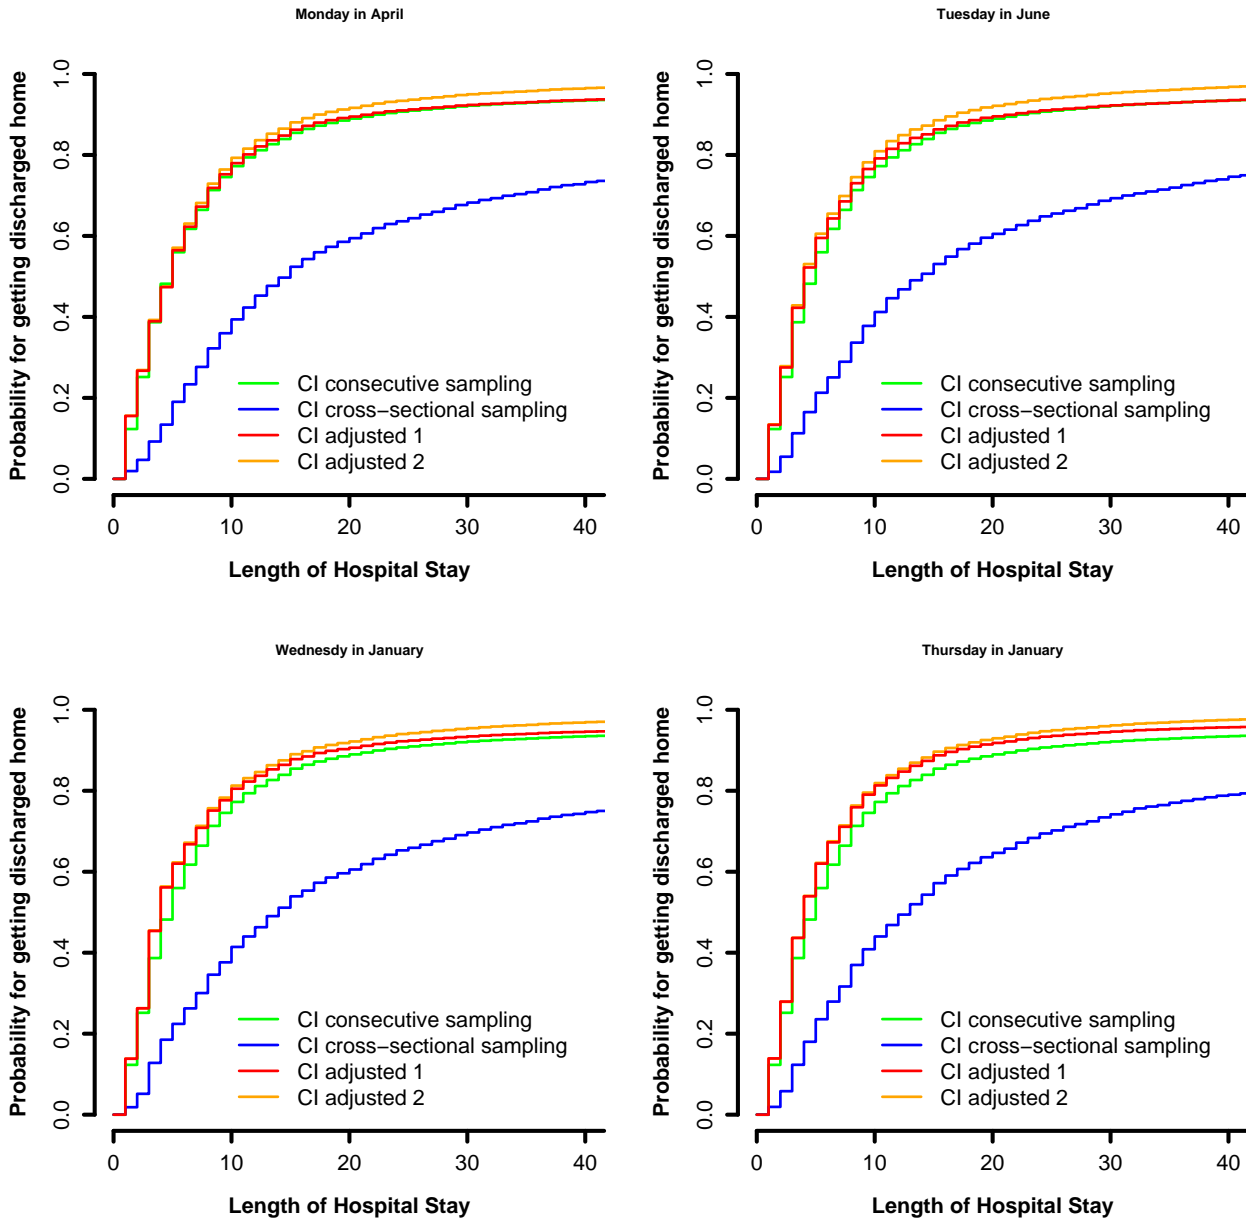 Monday in April
Probability for getting discharged home
0.0 0.2 0.4 0.6 0.8 1.0
CI consecutive sampling
CI cross−sectional sampling
CI adjusted 1
CI adjusted 2
0 10 20 30 40
Length of Hospital Stay
Tuesday in June
Probability for getting discharged home
0.0 0.2 0.4 0.6 0.8 1.0
CI consecutive sampling
CI cross−sectional sampling
CI adjusted 1
CI adjusted 2
0 10 20 30 40
Length of Hospital Stay
Wednesdy in January
Probability for getting discharged home
0.0 0.2 0.4 0.6 0.8 1.0
CI consecutive sampling
CI cross−sectional sampling
CI adjusted 1
CI adjusted 2
0 10 20 30 40
Length of Hospital Stay
Thursday in January
Probability for getting discharged home
0.0 0.2 0.4 0.6 0.8 1.0
CI consecutive sampling
CI cross−sectional sampling
CI adjusted 1
CI adjusted 2
0 10 20 30 40
Length of Hospital Stay